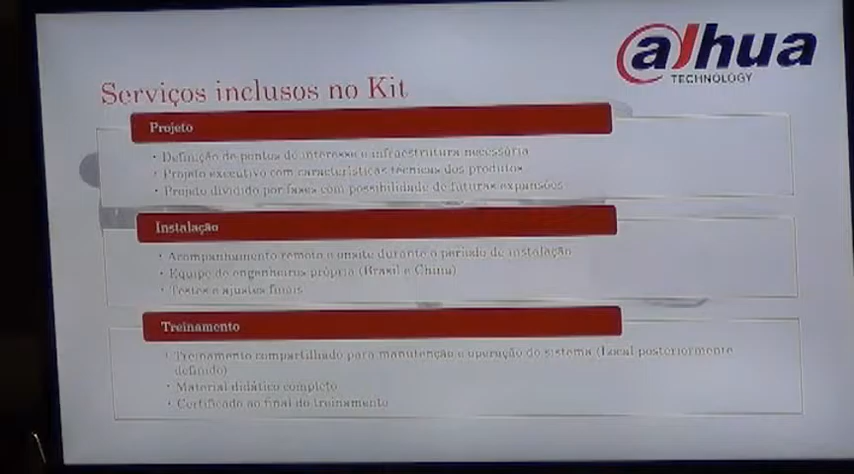 alhua
TECHNOLOGY
Serviços inclusos no Kit
Projeto
• Definição de pontos de interesse e infraestrutura necessária
• Projeto executivo com características técnicas dos produtos
• Projeto dividido por fases com possibilidade de futuras expansões
Instalação
• Acompanhamento remoto e onsite durante o período de instalação
• Equipe de engenheiros própria (Brasil e China)
• Testes e ajustes finais
Treinamento
• Treinamento compartilhado para manutenção e operação do sistema (Local posteriormente
definido)
• Material didático completo
• Certificado ao final do treinamento